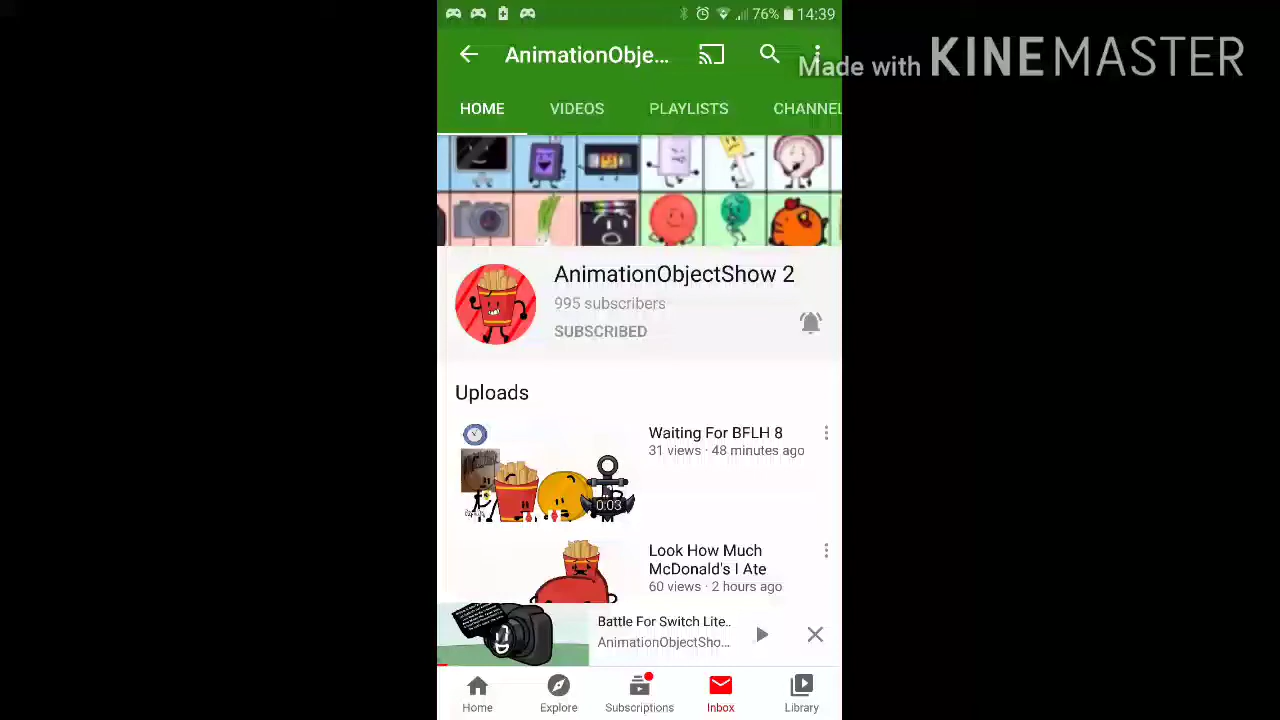 76% 14:39
AnimationObje...
Made with KINEMASTER
HOME VIDEOS PLAYLISTS CHANNEL
AnimationObjectShow 2
995 subscribers
SUBSCRIBED
Uploads
Waiting For BFLH 8
31 views · 48 minutes ago
0:03
Look How Much
McDonald's I Ate
60 views · 2 hours ago
Battle For Switch Lite..
AnimationObjectSho...
Home Explore Subscriptions Inbox Library